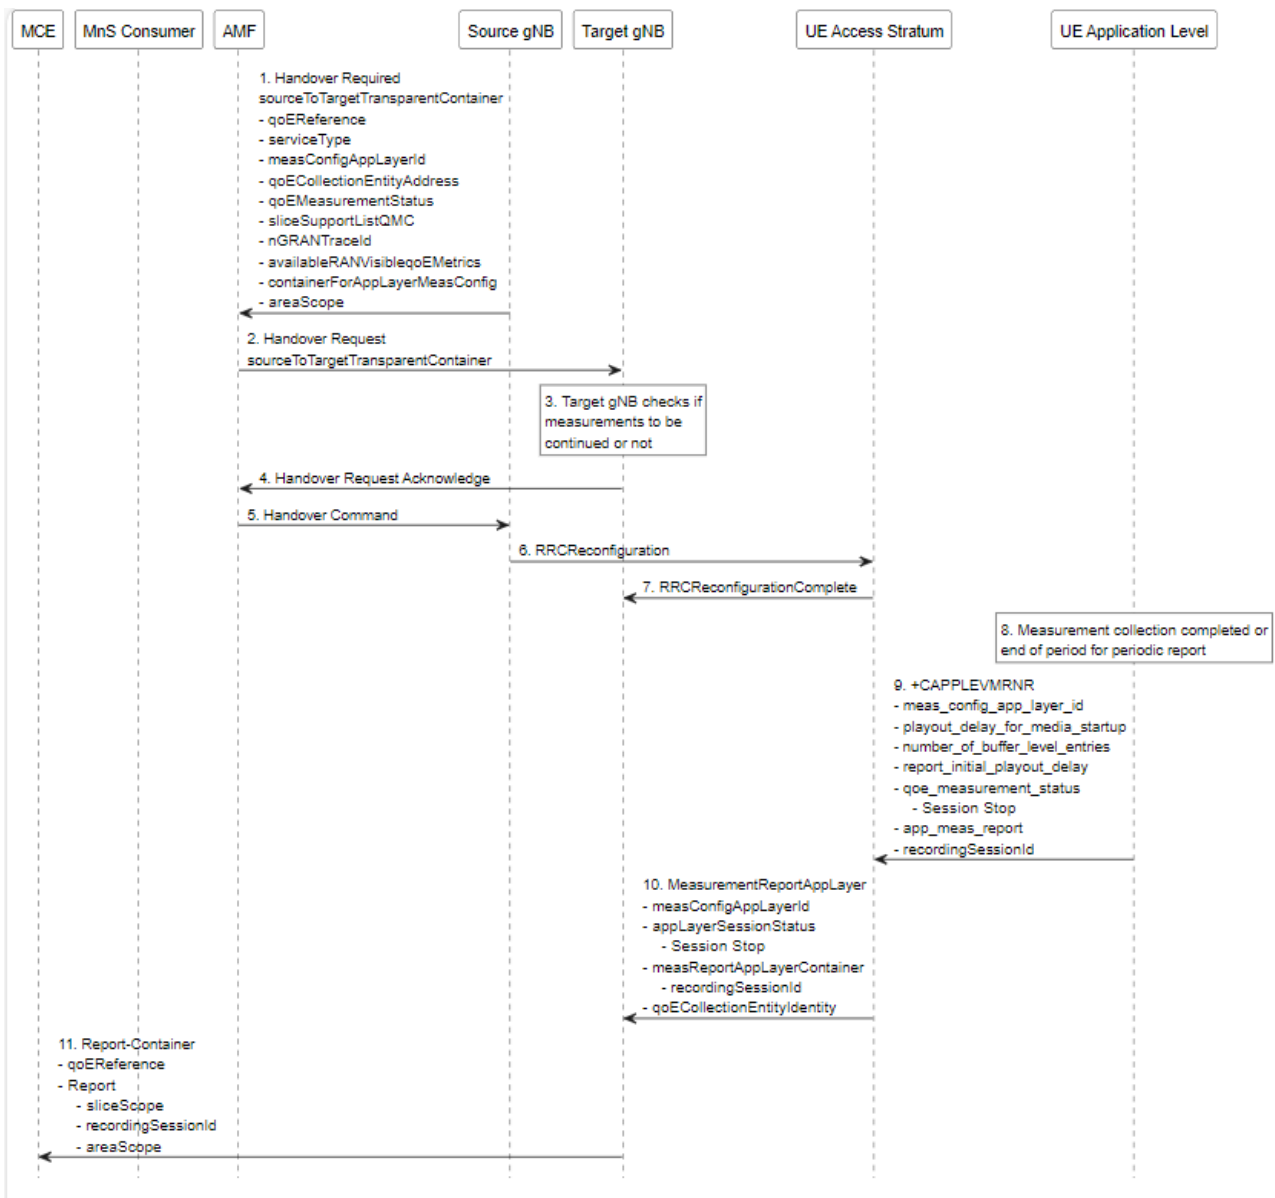 MCE
MnS Consumer
AMF
Source gNB
Target gNB
UE Access Stratum
UE Application Level
1. Handover Required
sourceToTargetTransparentContainer
- qoEReference
- serviceType
- measConfigAppLayerId
- qoECollectionEntityAddress
- qoEMeasurementStatus
- sliceSupportListQMC
- nGRANTraceId
- availableRANVisibleqoEMetrics
- containerForAppLayerMeasConfig
- areaScope
2. Handover Request
sourceToTargetTransparentContainer
3. Target gNB checks if
measurements to be
continued or not
4. Handover Request Acknowledge
5. Handover Command
6. RRCReconfiguration
7. RRCReconfigurationComplete
8. Measurement collection completed or
end of period for periodic report
9. +CAPPLEVMRNR
- meas_config_app_layer_id
- playout_delay_for_media_startup
- number_of_buffer_level_entries
- report_initial_playout_delay
- qoe_measurement_status
- Session Stop
- app_meas_report
- recordingSessionId
10. MeasurementReportAppLayer
- measConfigAppLayerId
- appLayerSessionStatus
- Session Stop
- measReportAppLayerContainer
- recordingSessionId
- qoECollectionEntityIdentity
11. Report-Container
- qoEReference
- Report
- sliceScope
- recordingSessionId
- areaScope